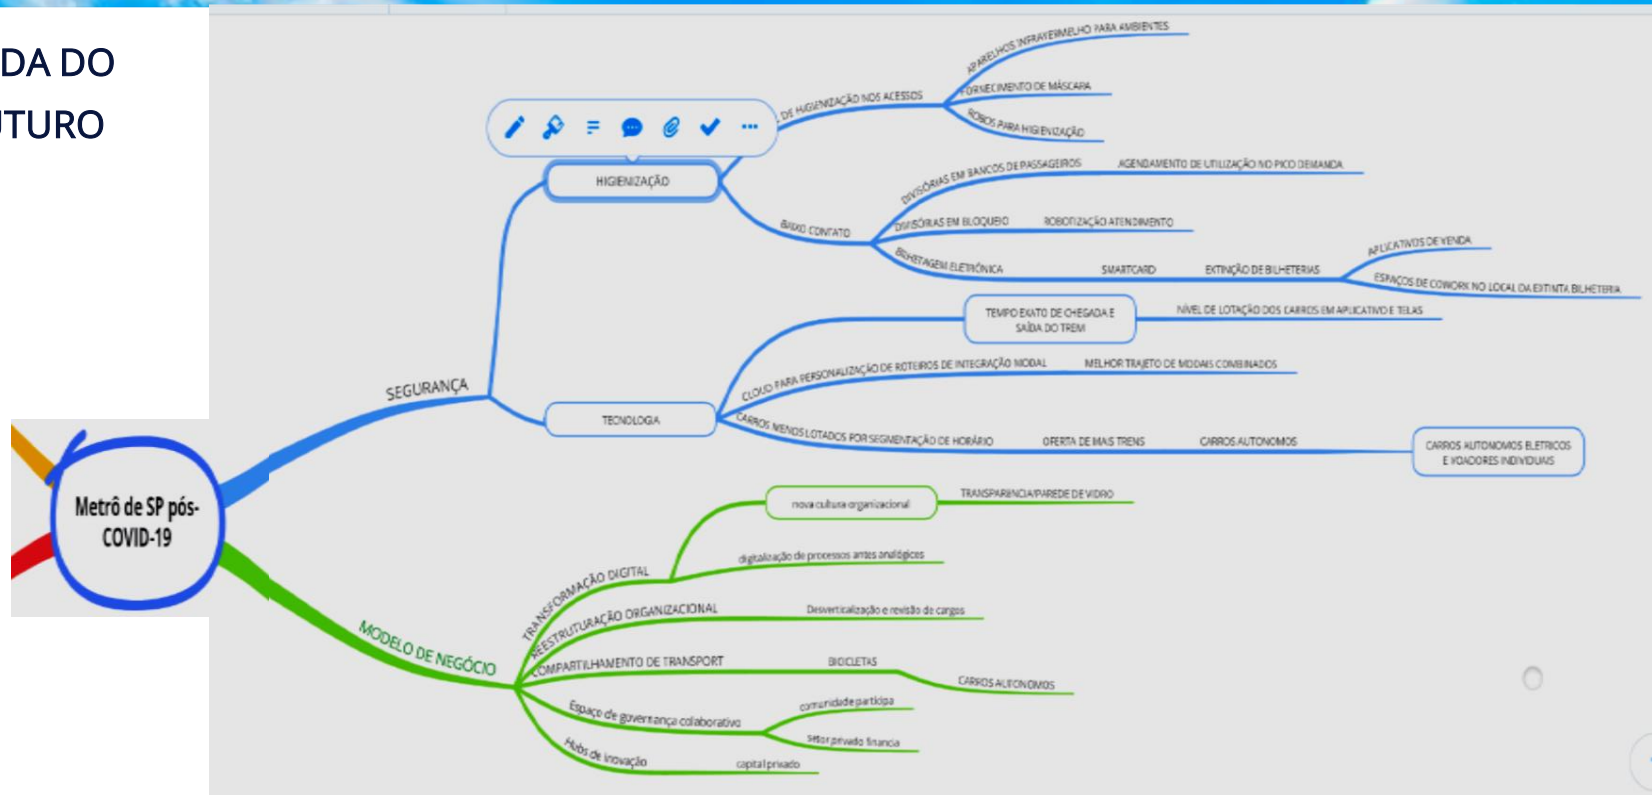 DA DO
UTURO
APARELHOS INFRAVERMELHO PARA AMBIENTES
FORNECIMENTO DE MÁSCARA
ROBOS PARA HIGIENIZAÇÃO
DE HIGIENIZAÇÃO NOS ACESSOS
HIGIENIZAÇÃO
DIVISÓRIAS EM BANCOS DE PASSAGEIROS
AGENDAMENTO DE UTILIZAÇÃO NO PICO DEMANDA
BAIXO CONTATO
DIVISÓRIAS EM BLOQUEIO
ROBOTIZAÇÃO ATENDIMENTO
BILHETAGEM ELETRÔNICA
SMARTCARD
EXTINÇÃO DE BILHETERIAS
APLICATIVOS DE VENDA
ESPAÇOS DE COWORK NO LOCAL DA EXTINTA BILHETERIA
TEMPO EXATO DE CHEGADA E
SAÍDA DO TREM
NÍVEL DE LOTAÇÃO DOS CARROS EM APLICATIVO E TELAS
SEGURANÇA
CLOUD PARA PERSONALIZAÇÃO DE ROTEIROS DE INTEGRAÇÃO MODAL
MELHOR TRAJETO DE MODAIS COMBINADOS
TECNOLOGIA
CARROS MENOS LOTADOS POR SEGMENTAÇÃO DE HORÁRIO
OFERTA DE MAIS TRENS
CARROS AUTONOMOS
CARROS AUTONOMOS ELETRICOS
E VOADORES INDIVIDUAIS
Metrô de SP pós-
COVID-19
nova cultura organizacional
TRANSPARÊNCIA/PAREDE DE VIDRO
TRANSFORMAÇÃO DIGITAL
digitalização de processos antes analógicos
REESTRUTURAÇÃO ORGANIZACIONAL
Desverticalização e revisão de cargos
MODELO DE NEGÓCIO
COMPARTILHAMENTO DE TRANSPORT
BICICLETAS
CARROS AUTONOMOS
Espaço de governança colaborativo
comunidade participa
setor privado financia
Hubs de inovação
capital privado